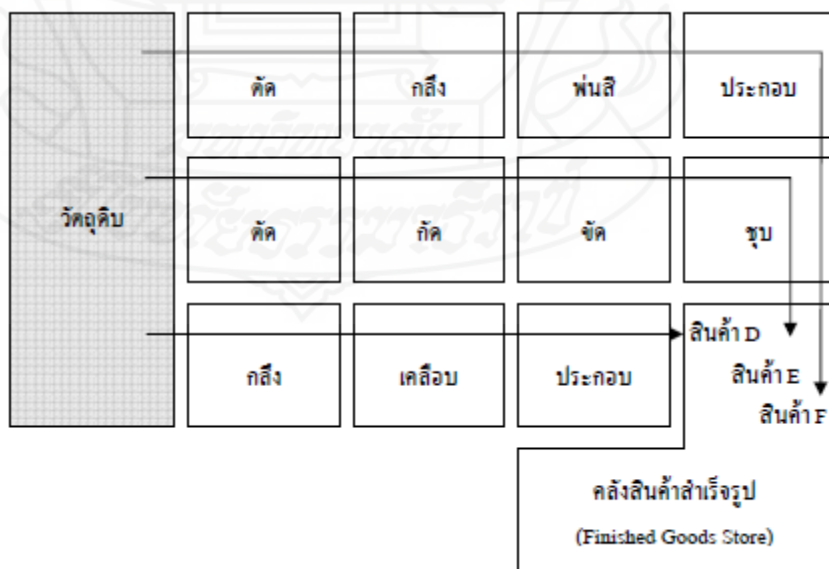 ตัด กลึง พ่นสี ประกอบ
วัตถุดิบ ตัด กัด ขัด ชุบ
กลึง เคลือบ ประกอบ
สินค้า D
สินค้า E
สินค้า F
คลังสินค้าสำเร็จรูป
(Finished Goods Store)